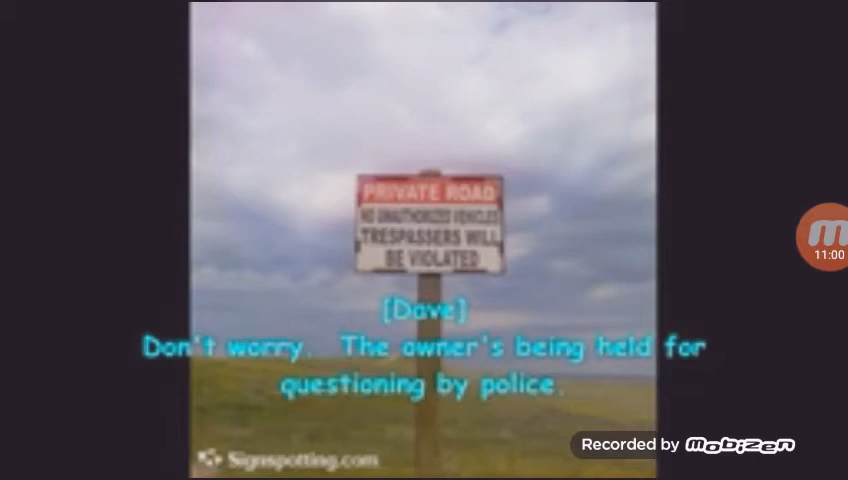 PRIVATE ROAD
NO UNAUTHORIZED VEHICLES
TRESPASSERS WILL
BE VIOLATED
[Dave]
Don't worry. The owner's being held for
questioning by police.
Signspotting.com
Recorded by mobizen
m
11:00